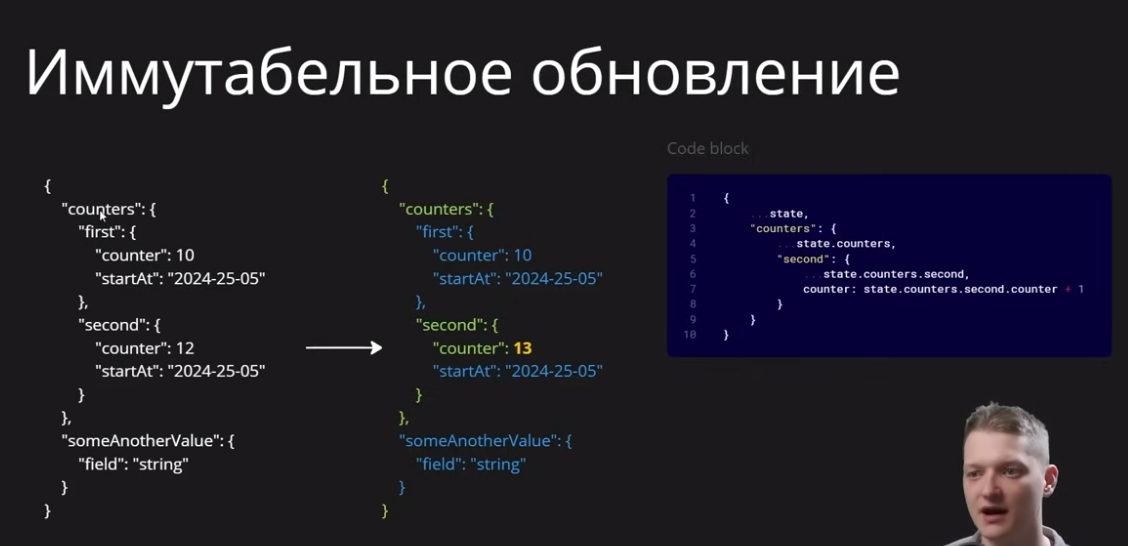 Иммутабельное обновление
{
"counters": {
"first": {
"counter": 10
"startAt": "2024-25-05"
},
"second": {
"counter": 12
"startAt": "2024-25-05"
}
},
"someAnotherValue": {
"field": "string"
}
}
{
"counters": {
"first": {
"counter": 10
"startAt": "2024-25-05"
},
"second": {
"counter": 13
"startAt": "2024-25-05"
}
},
"someAnotherValue": {
"field": "string"
}
}
Code block
1 {
2 ...state,
3 "counters": {
4 ...state.counters,
5 "second": {
6 ...state.counters.second,
7 counter: state.counters.second.counter + 1
8 }
9 }
10 }